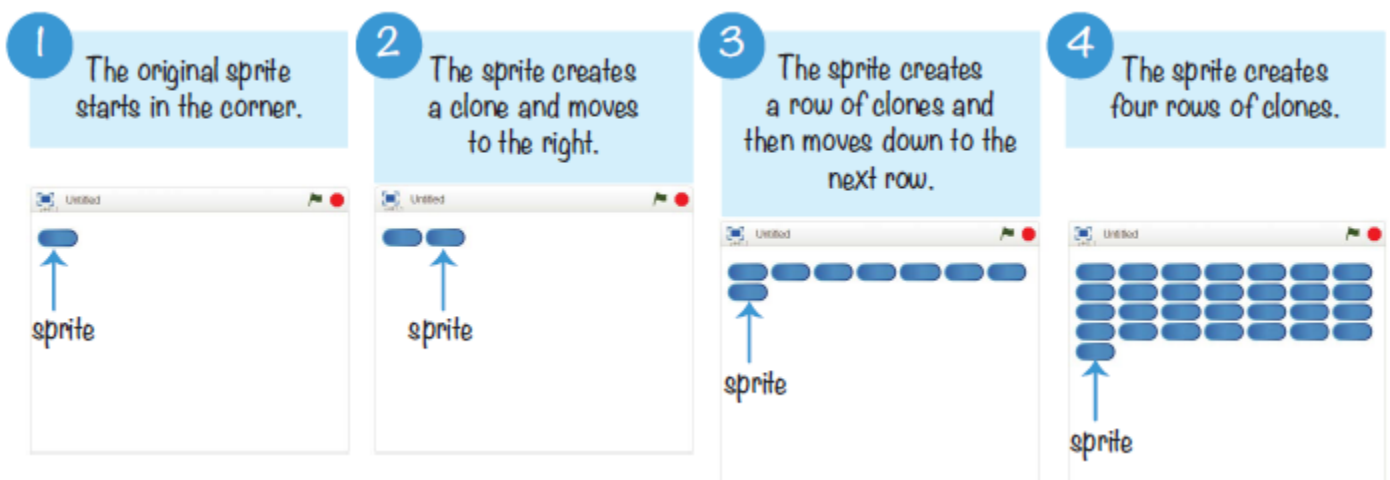 1
The original sprite
starts in the corner.
2
The sprite creates
a clone and moves
to the right.
3
The sprite creates
a row of clones and
then moves down to the
next row.
4
The sprite creates
four rows of clones.
Untitled
sprite
Untitled
sprite
Untitled
sprite
Untitled
sprite